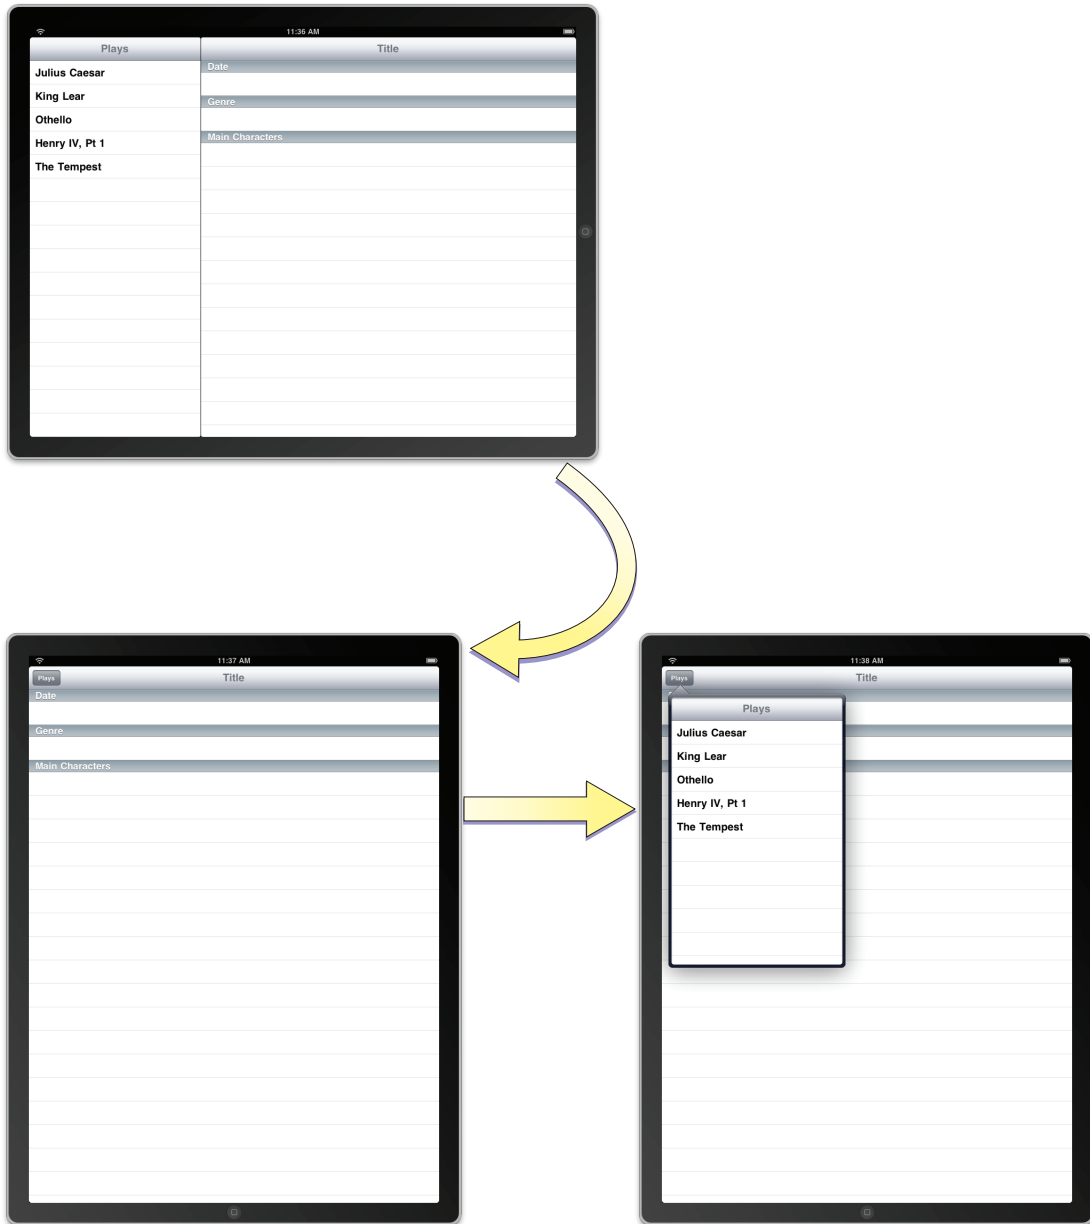 11:36 AM
Plays
Title
Julius Caesar
King Lear
Othello
Henry IV, Pt 1
The Tempest
Date
Genre
Main Characters
11:37 AM
Plays
Title
Date
Genre
Main Characters
11:38 AM
Plays
Title
Plays
Julius Caesar
King Lear
Othello
Henry IV, Pt 1
The Tempest